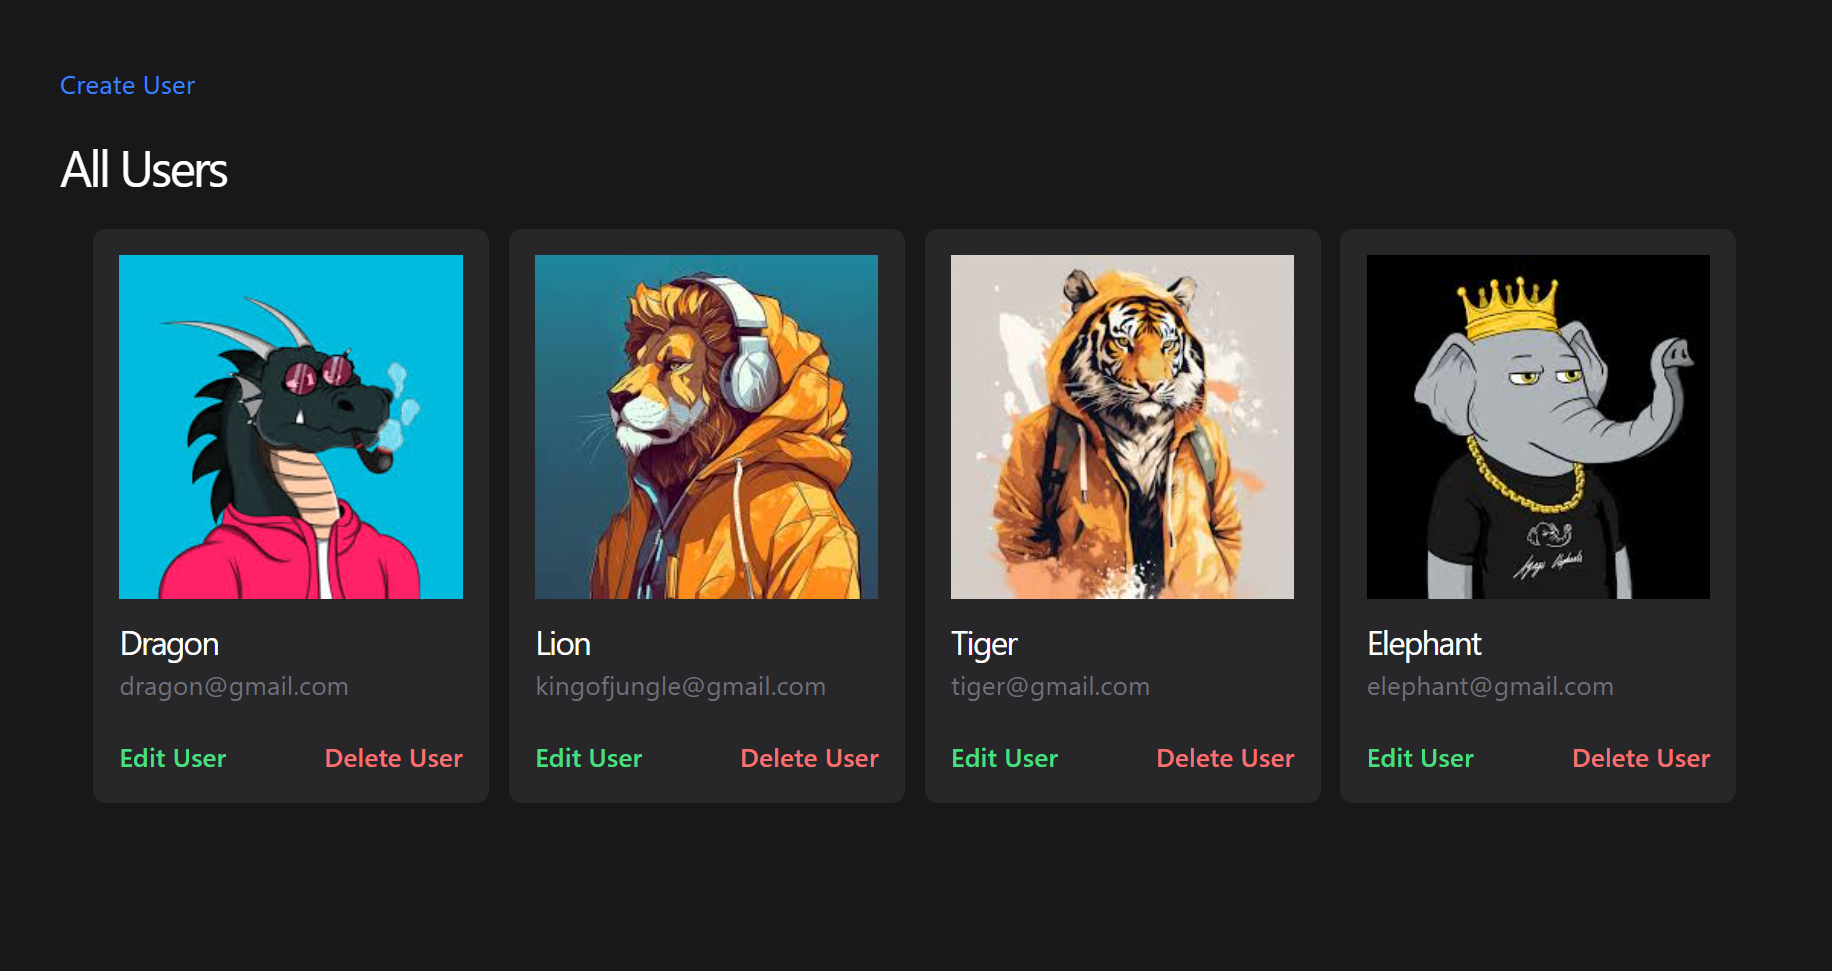 Create User
All Users
Dragon
dragon@gmail.com
Edit User Delete User
Lion
kingofjungle@gmail.com
Edit User Delete User
Tiger
tiger@gmail.com
Edit User Delete User
Elephant
elephant@gmail.com
Edit User Delete User